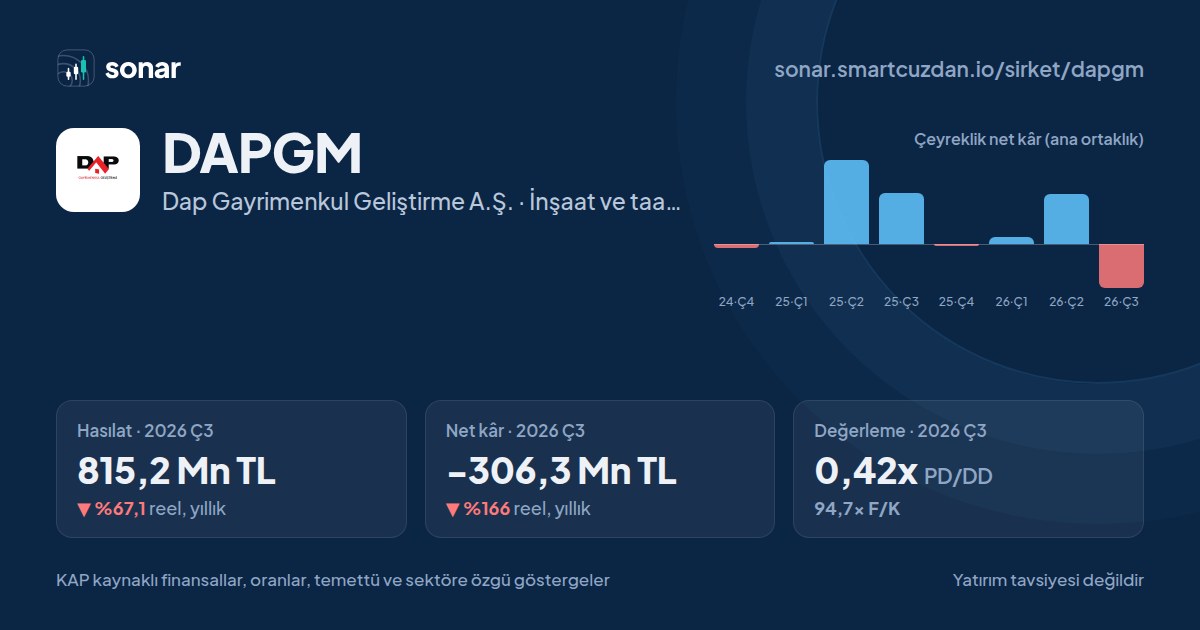 sonar
sonar.smartcuzdan.io/sirket/dapgm
DAP
DAPGM
Dap Gayrimenkul Geliştirme A.Ş. · İnşaat ve taa...
Çeyreklik net kâr (ana ortaklık)
24·Ç4 25·Ç1 25·Ç2 25·Ç3 25·Ç4 26·Ç1 26·Ç2 26·Ç3
Hasılat · 2026 Ç3
815,2 Mn TL
▼ %67,1 reel, yıllık
Net kâr · 2026 Ç3
−306,3 Mn TL
▼ %166 reel, yıllık
Değerleme · 2026 Ç3
0,42x PD/DD
94,7× F/K
KAP kaynaklı finansallar, oranlar, temettü ve sektöre özgü göstergeler
Yatırım tavsiyesi değildir